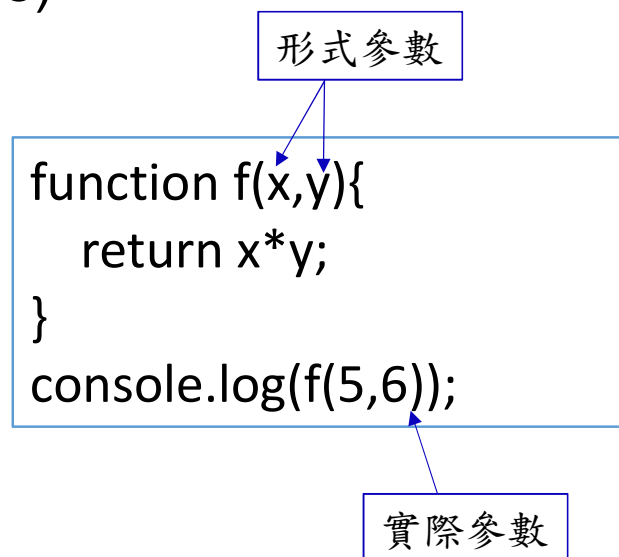 形式參數
function f(x,y){
return x*y;
}
console.log(f(5,6));
實際參數